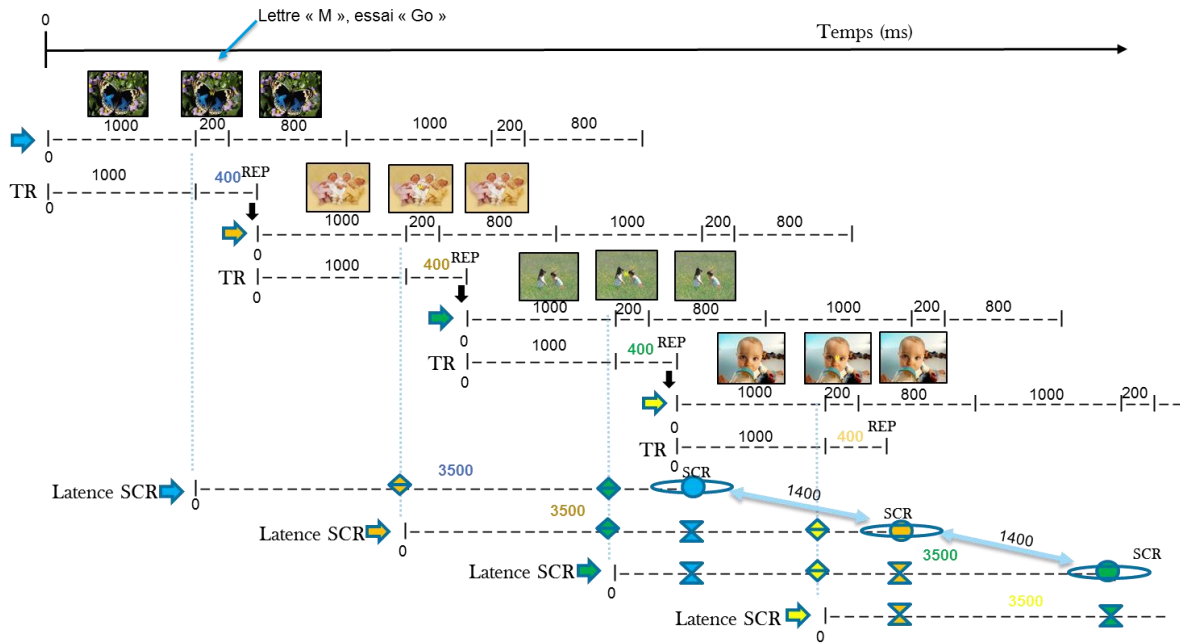 0
Lettre « M », essai « Go »
Temps (ms)
1000 200 800 1000 200 800
0
TR 1000 400 REP
0
1000 200 800 1000 200 800
0
TR 1000 400 REP
0
1000 200 800 1000 200 800
0
TR 1000 400 REP
0
1000 200 800 1000 200
0
TR 1000 400 REP
0
Latence SCR 3500 SCR
0
1400
Latence SCR 3500 SCR
0
1400
Latence SCR 3500 SCR
0
Latence SCR 3500
0